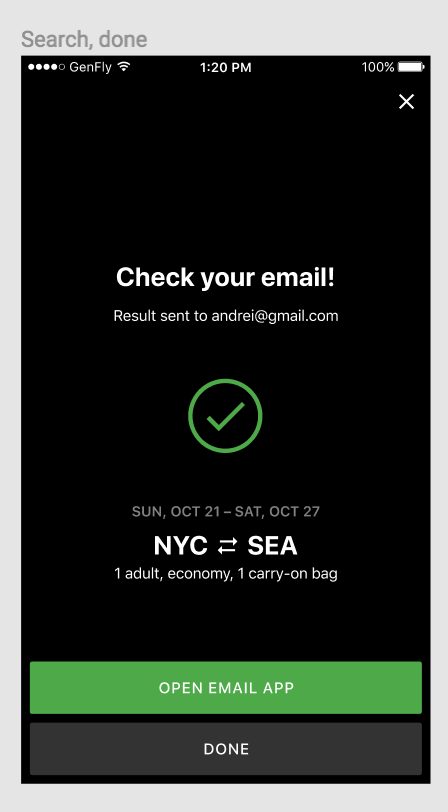 Search, done
GenFly 1:20 PM 100%
Check your email!
Result sent to andrei@gmail.com
SUN, OCT 21 – SAT, OCT 27
NYC ⇄ SEA
1 adult, economy, 1 carry-on bag
OPEN EMAIL APP
DONE